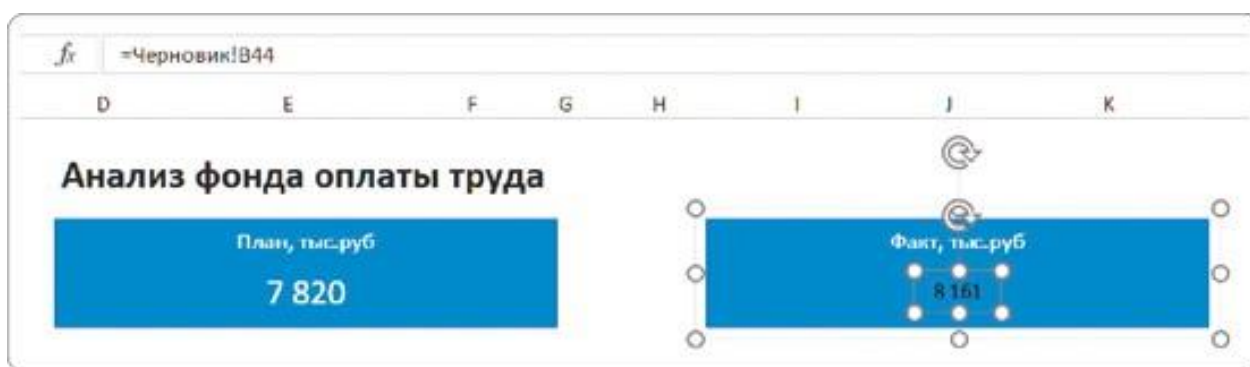 fx =Черновик!B44
D E F G H I J K
Анализ фонда оплаты труда
План, тыс.руб
7 820
Факт, тыс.руб
8 161